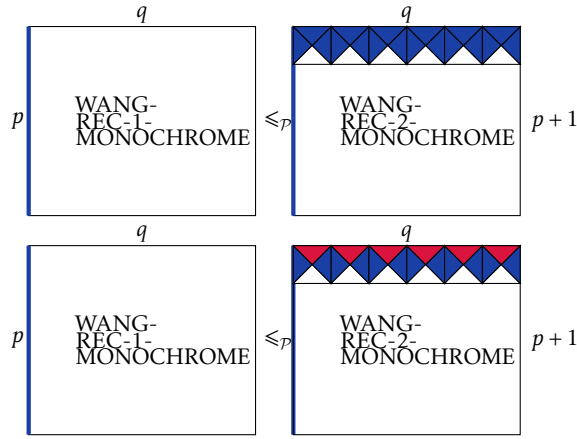 q q
p WANG-
REC-1-
MONOCHROME ⩽𝒫 WANG-
REC-2-
MONOCHROME p + 1
q q
p WANG-
REC-1-
MONOCHROME ⩽𝒫 WANG-
REC-2-
MONOCHROME p + 1